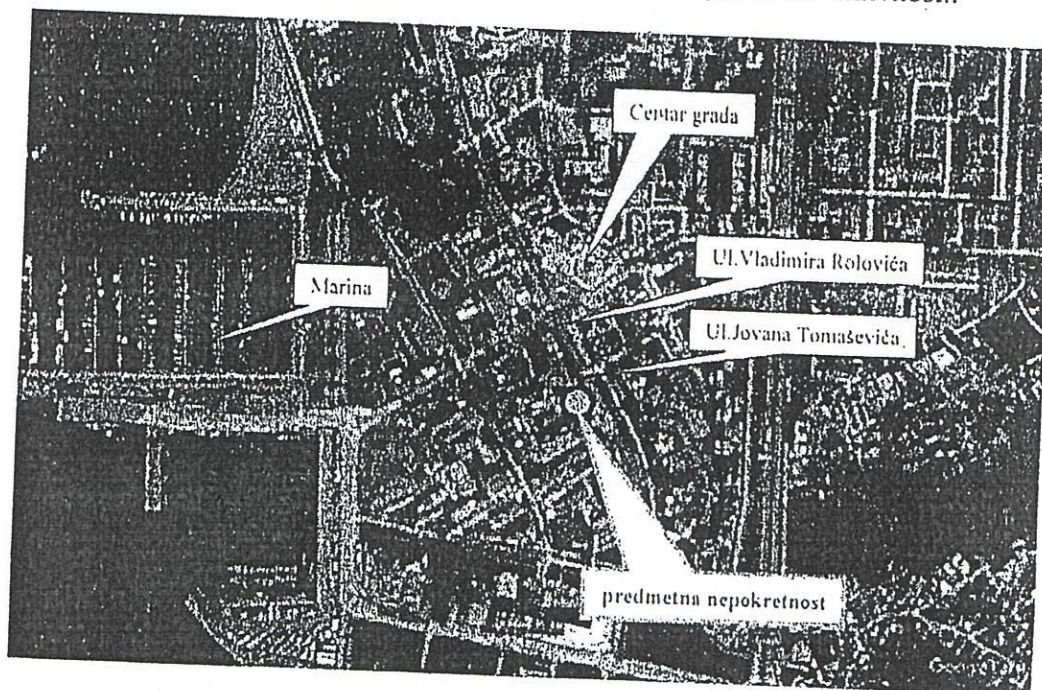 Centar grada
Ul.Vladimira Rolovića
Marina
Ul.Jovana Tomaševića,
predmetna nepokretnost